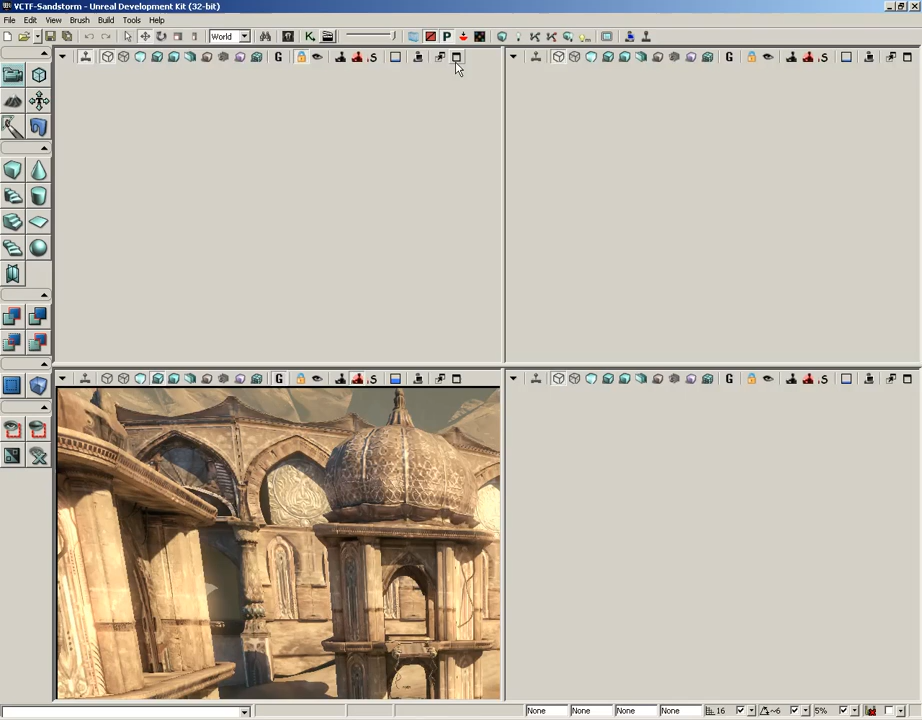 VCTF-Sandstorm - Unreal Development Kit (32-bit)
File Edit View Brush Build Tools Help
World K P
G S G S
G S G S
None None None None 16 ~6 5%